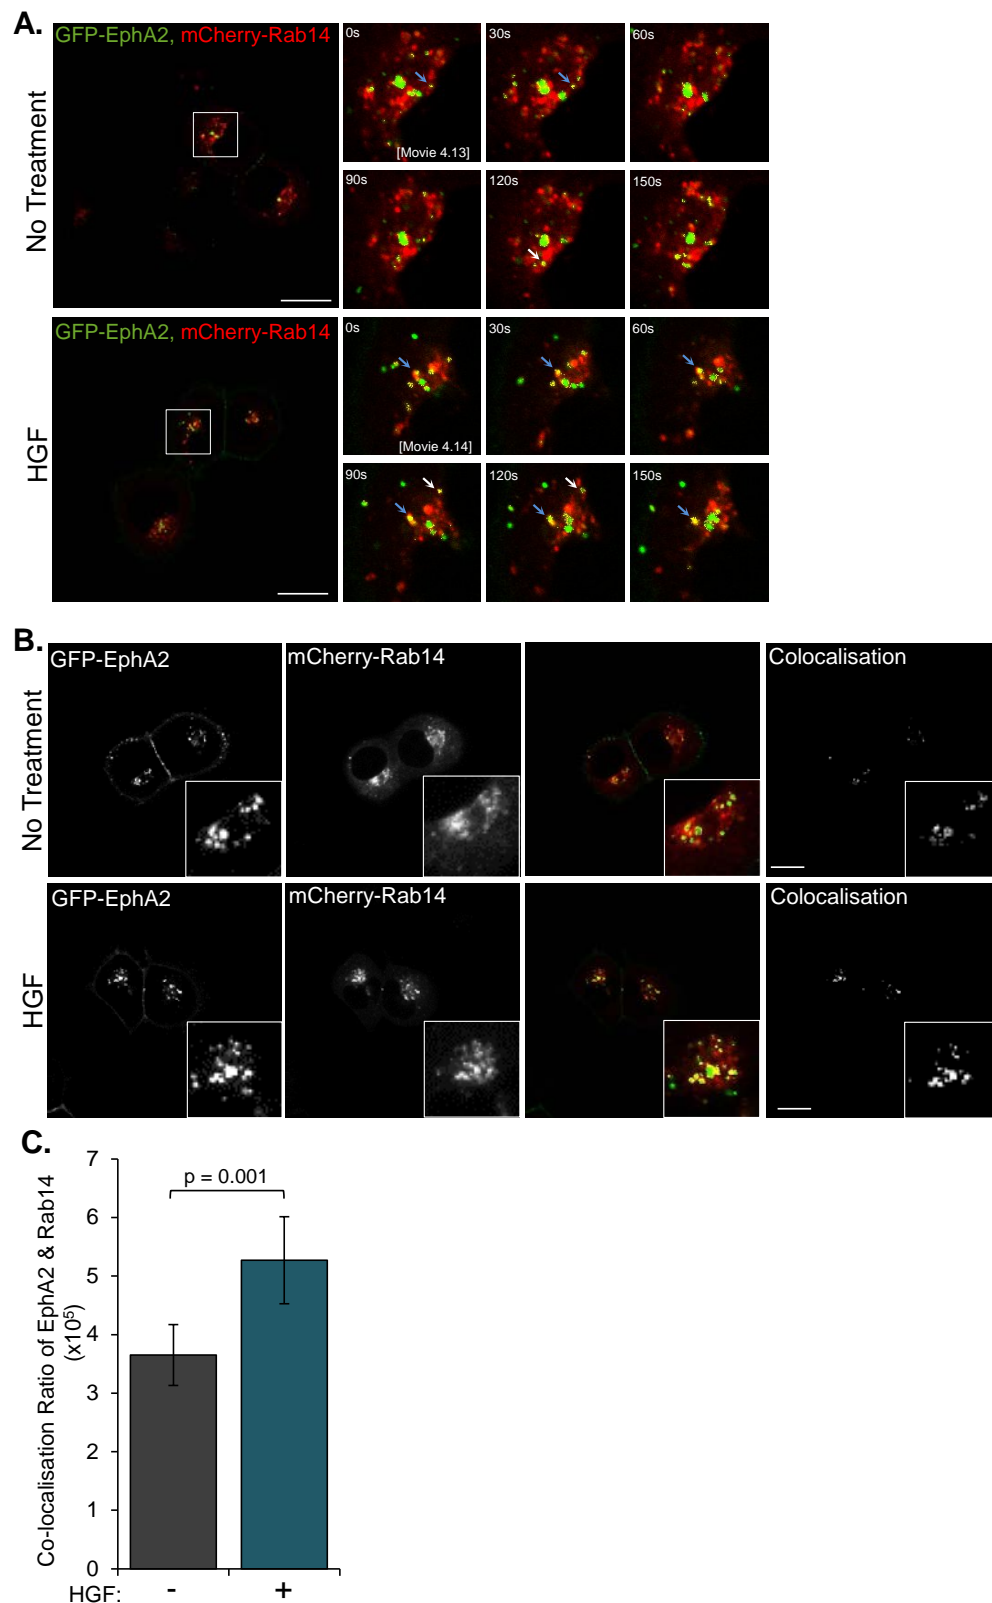 A.
No Treatment
GFP-EphA2, mCherry-Rab14
0s
30s
60s
[Movie 4.13]
90s
120s
150s
HGF
GFP-EphA2, mCherry-Rab14
0s
30s
60s
[Movie 4.14]
90s
120s
150s
B.
No Treatment
GFP-EphA2
mCherry-Rab14
Colocalisation
HGF
GFP-EphA2
mCherry-Rab14
Colocalisation
C.
Co-localisation Ratio of EphA2 & Rab14
(x10⁵)
7
6
5
4
3
2
1
0
p = 0.001
HGF: - +